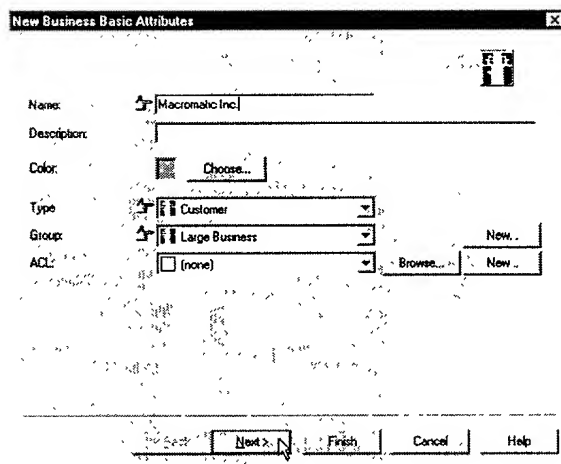 New Business Basic Attributes
Name: Macromatic Inc.
Description:
Color: Choose...
Type Customer
Group: Large Business New...
ACL: (none) Browse... New ..
< Back Next > Finish Cancel Help